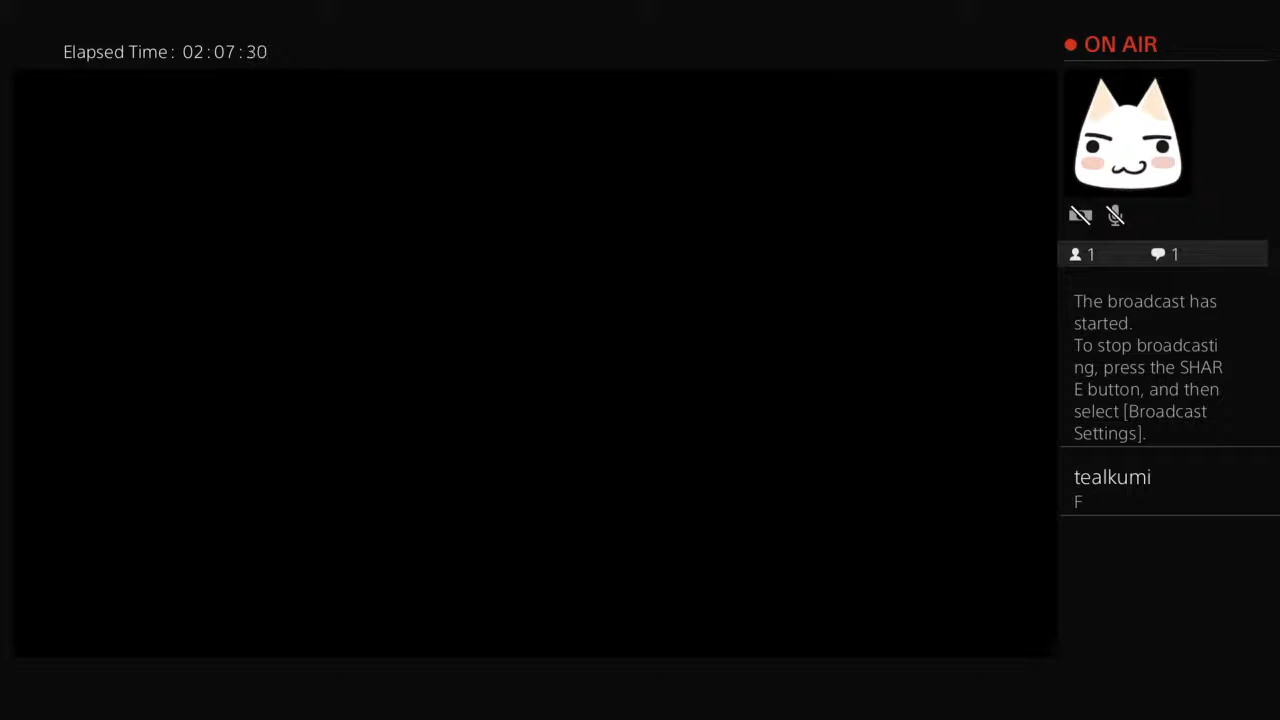 Elapsed Time: 02:07:30
ON AIR
1 1
The broadcast has
started.
To stop broadcasti
ng, press the SHAR
E button, and then
select [Broadcast
Settings].
tealkumi
F